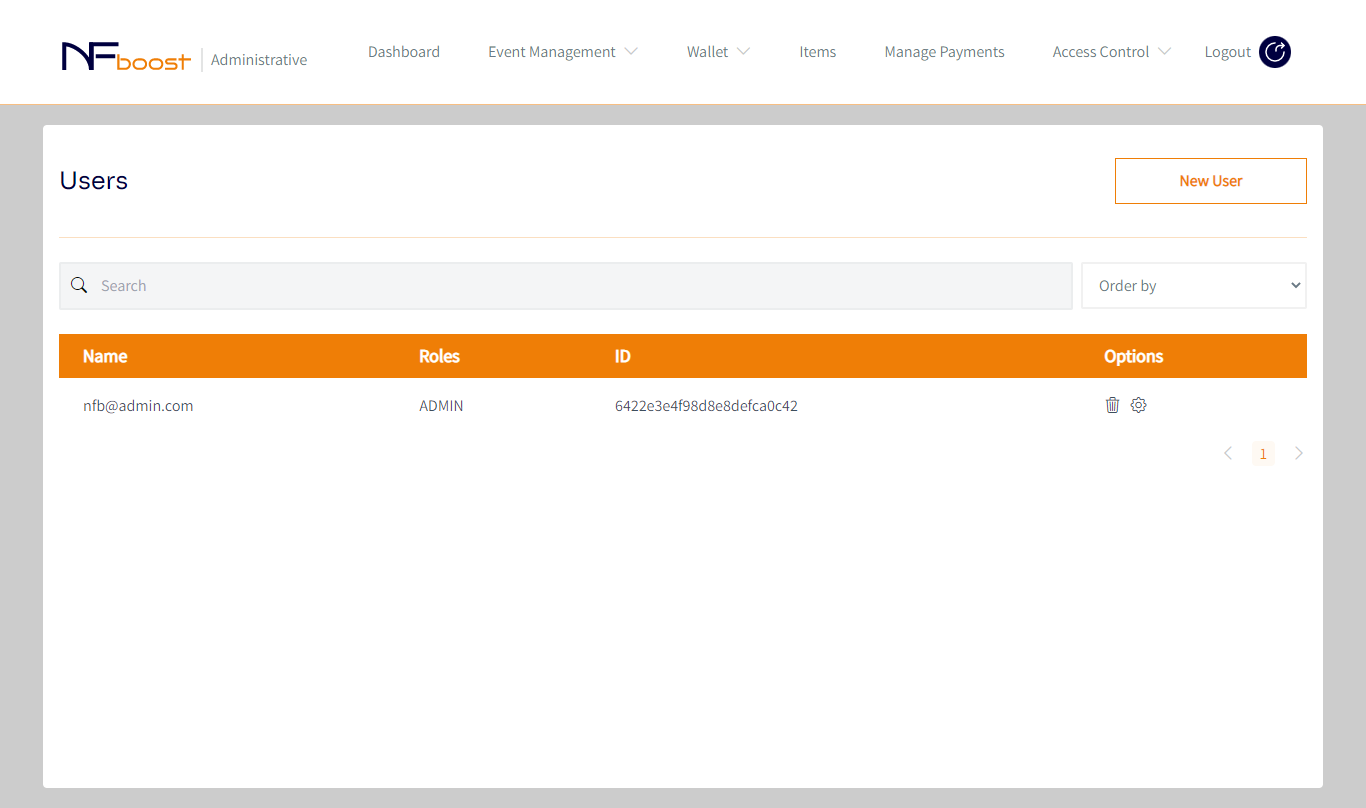 NFboost | Administrative Dashboard Event Management Wallet Items Manage Payments Access Control Logout
Users New User
Search Order by
Name Roles ID Options
nfb@admin.com ADMIN 6422e3e4f98d8e8defca0c42
1